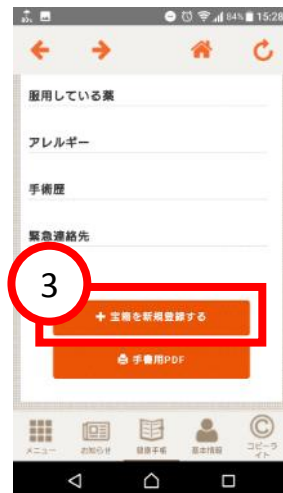 84% 15:28
服用している薬
アレルギー
手術歴
緊急連絡先
3
+ 宝箱を新規登録する
手書用PDF
メニュー お知らせ 健康手帳 基本情報 コピーライト